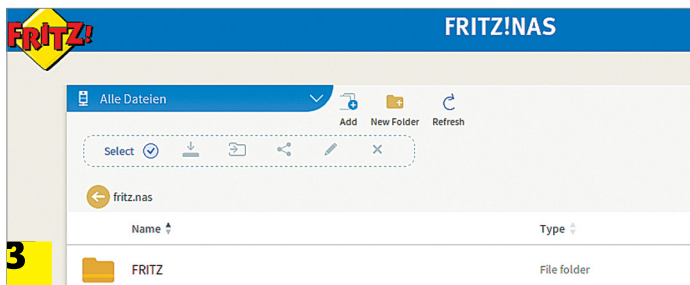 FRITZ!
FRITZ!NAS
Alle Dateien
Add New Folder Refresh
Select
fritz.nas
Name Type
3
FRITZ File folder